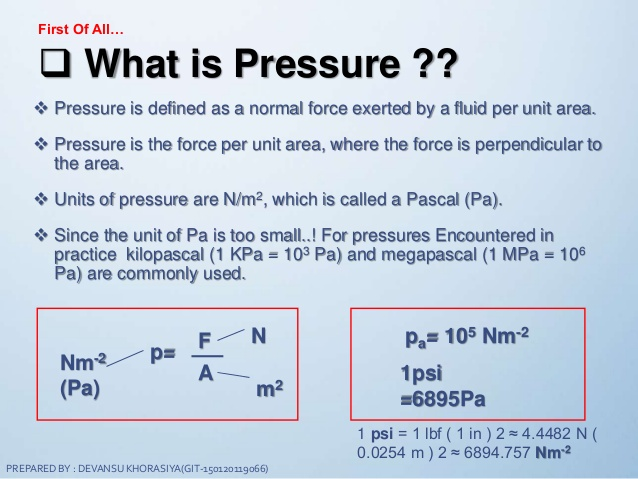 First Of All…
❑ What is Pressure ??
❖ Pressure is defined as a normal force exerted by a fluid per unit area.
❖ Pressure is the force per unit area, where the force is perpendicular to
the area.
❖ Units of pressure are N/m2, which is called a Pascal (Pa).
❖ Since the unit of Pa is too small..! For pressures Encountered in
practice kilopascal (1 KPa = 10³ Pa) and megapascal (1 MPa = 10⁶
Pa) are commonly used.
Nm-2
(Pa)
p=
F
A
N
m2
pₐ= 10⁵ Nm-2
1psi
=6895Pa
1 psi = 1 lbf ( 1 in ) 2 ≈ 4.4482 N (
0.0254 m ) 2 ≈ 6894.757 Nm-2
PREPARED BY : DEVANSU KHORASIYA(GIT-150120119066)